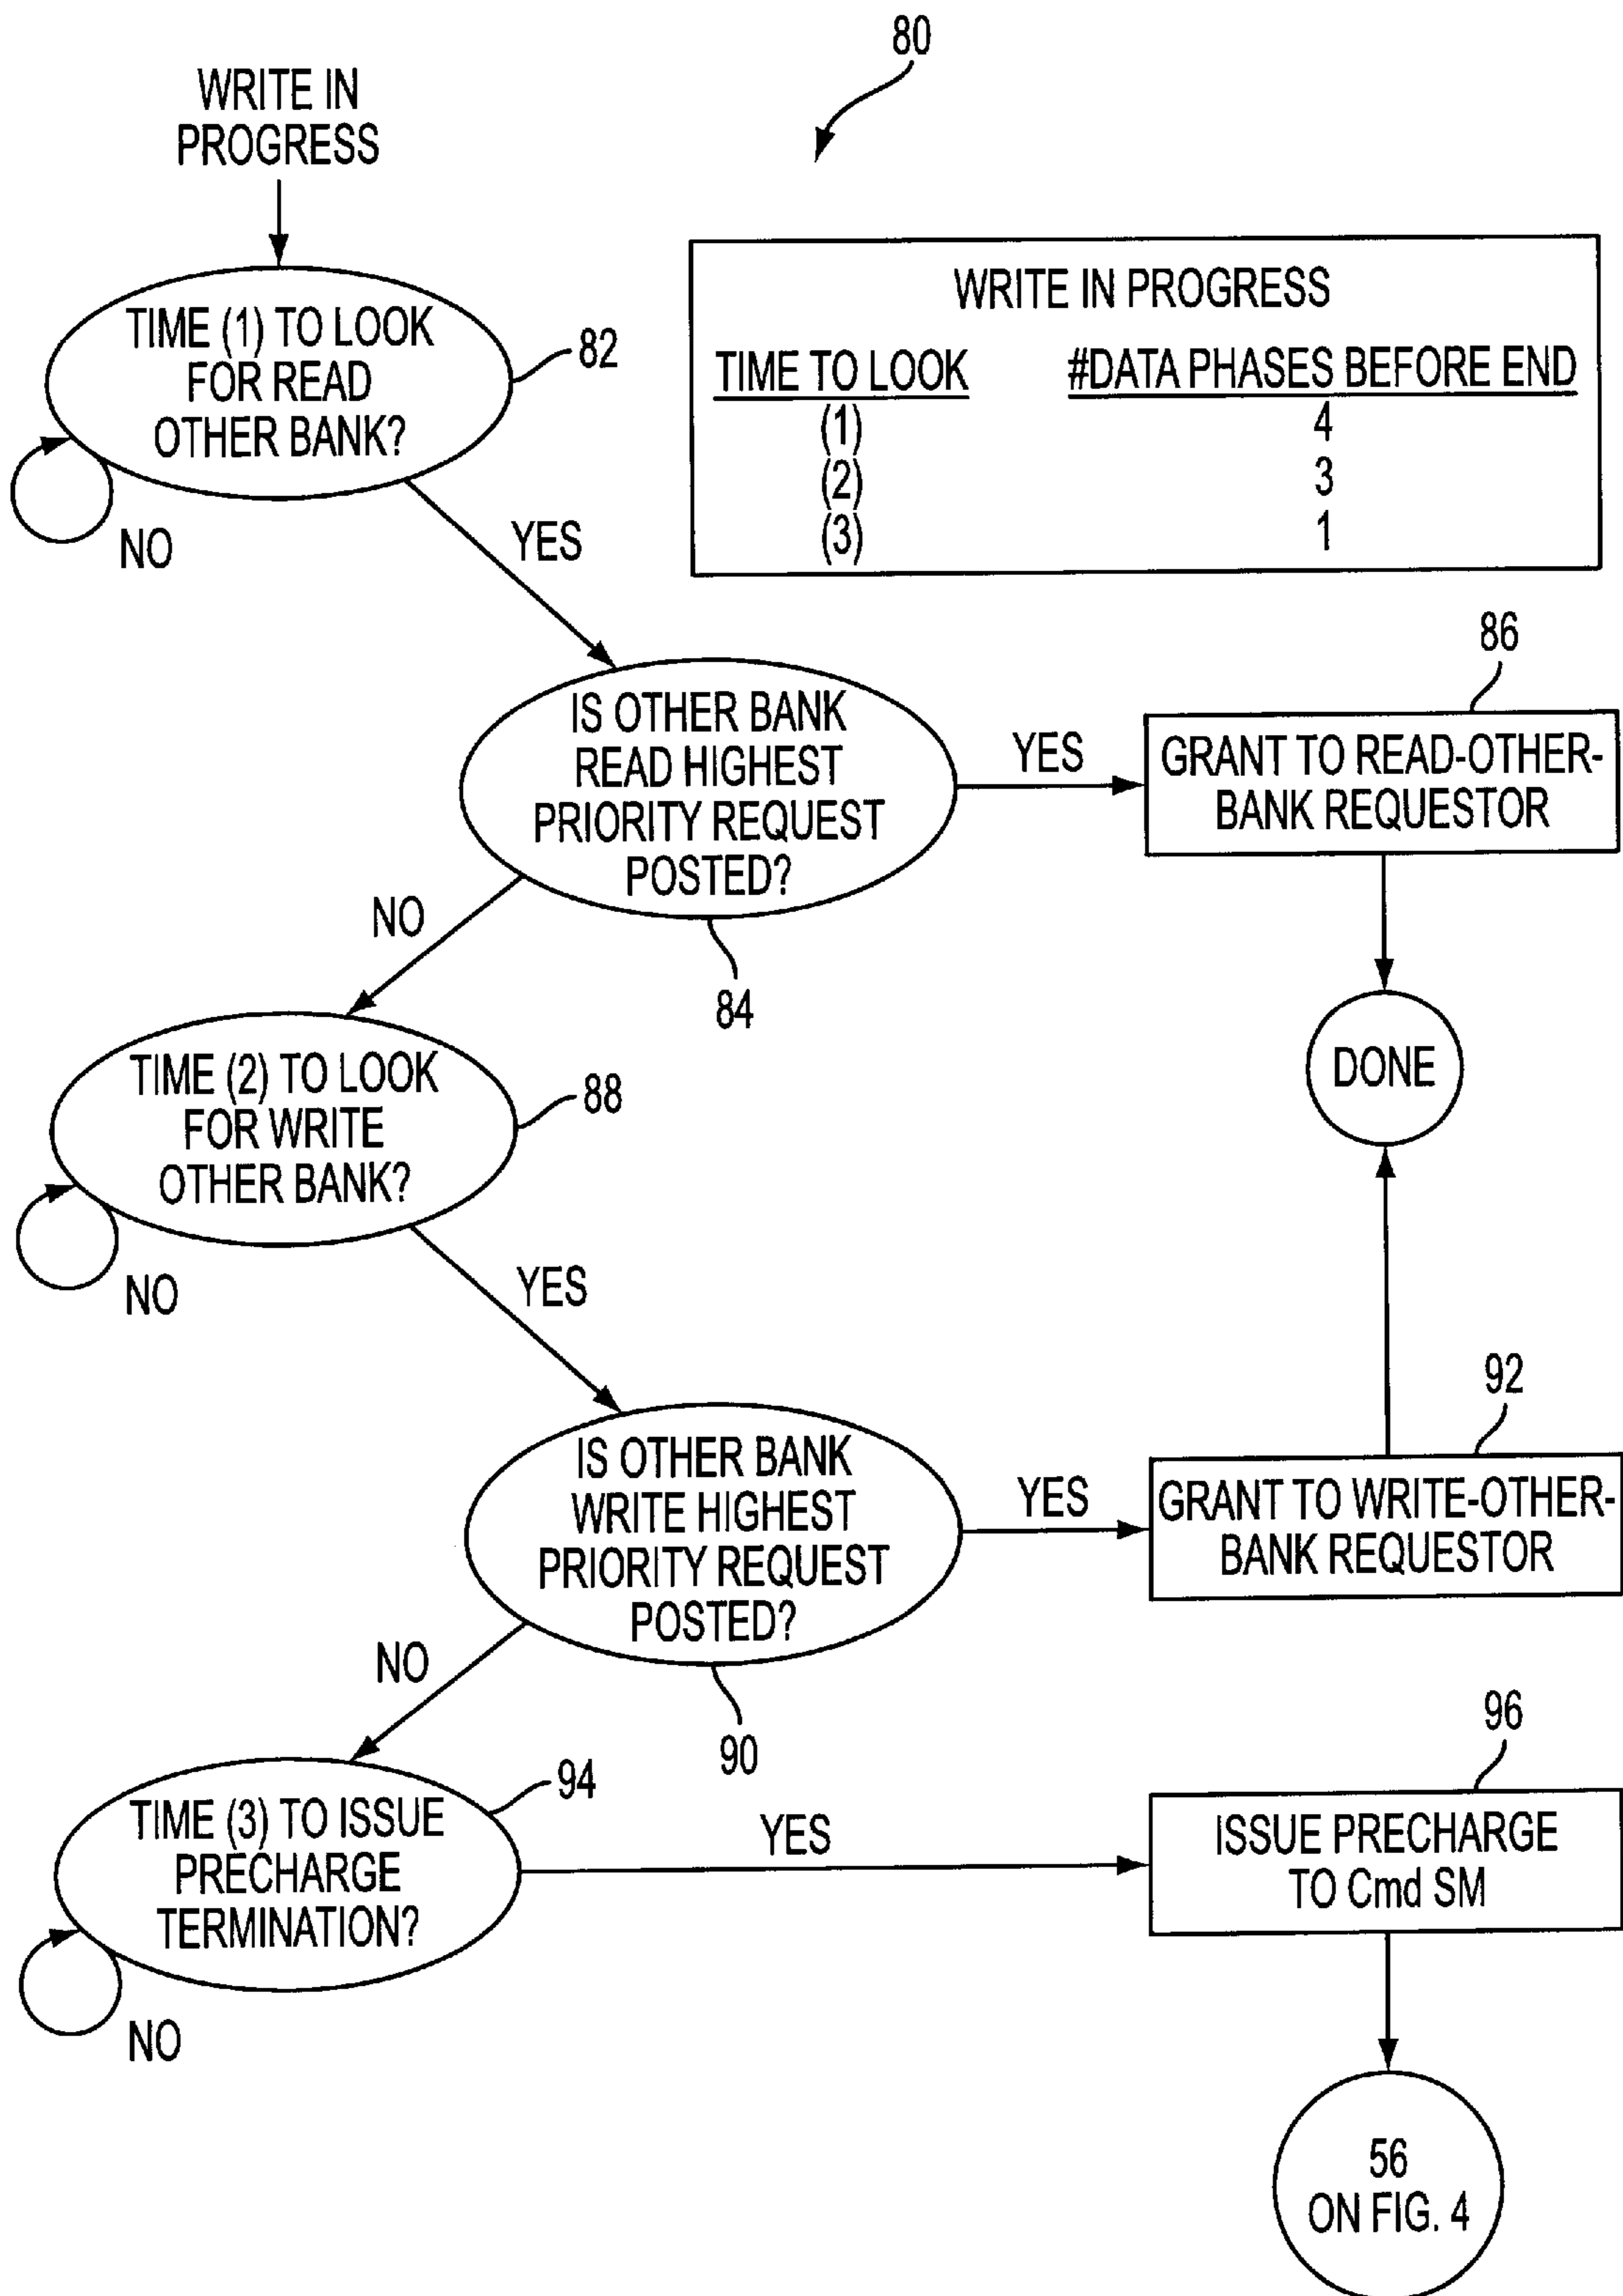 80
WRITE IN
PROGRESS
TIME (1) TO LOOK
FOR READ
OTHER BANK?
82
NO
YES
WRITE IN PROGRESS
TIME TO LOOK #DATA PHASES BEFORE END
(1) 4
(2) 3
(3) 1
IS OTHER BANK
READ HIGHEST
PRIORITY REQUEST
POSTED?
84
YES
86
GRANT TO READ-OTHER-
BANK REQUESTOR
DONE
NO
TIME (2) TO LOOK
FOR WRITE
OTHER BANK?
88
NO
YES
IS OTHER BANK
WRITE HIGHEST
PRIORITY REQUEST
POSTED?
90
YES
92
GRANT TO WRITE-OTHER-
BANK REQUESTOR
NO
TIME (3) TO ISSUE
PRECHARGE
TERMINATION?
94
NO
YES
96
ISSUE PRECHARGE
TO Cmd SM
56
ON FIG. 4